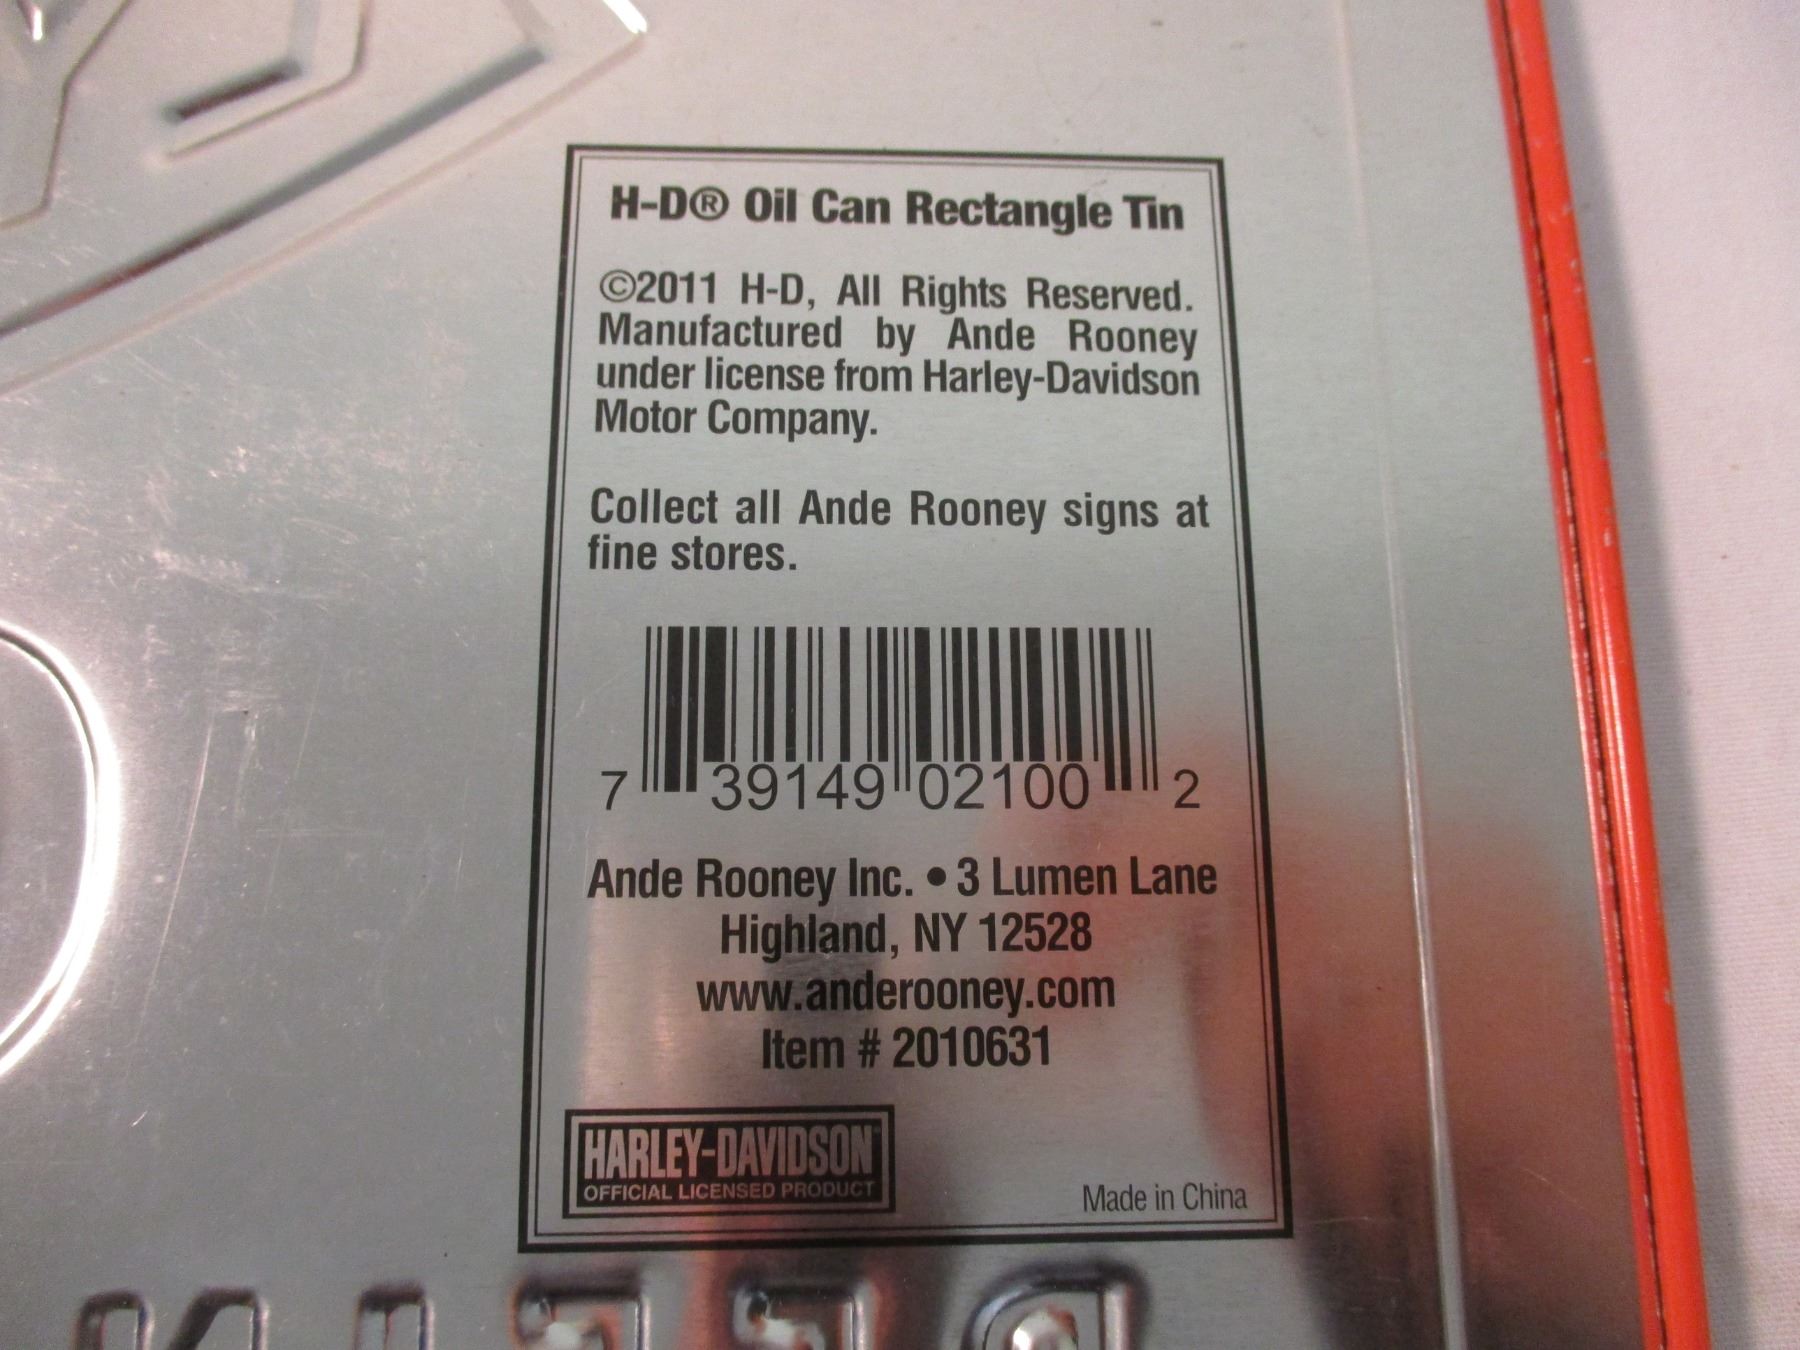 H-D® Oil Can Rectangle Tin
©2011 H-D, All Rights Reserved.
Manufactured by Ande Rooney
under license from Harley-Davidson
Motor Company.
Collect all Ande Rooney signs at
fine stores.
7 39149 02100 2
Ande Rooney Inc. • 3 Lumen Lane
Highland, NY 12528
www.anderooney.com
Item # 2010631
HARLEY-DAVIDSON
OFFICIAL LICENSED PRODUCT
Made in China